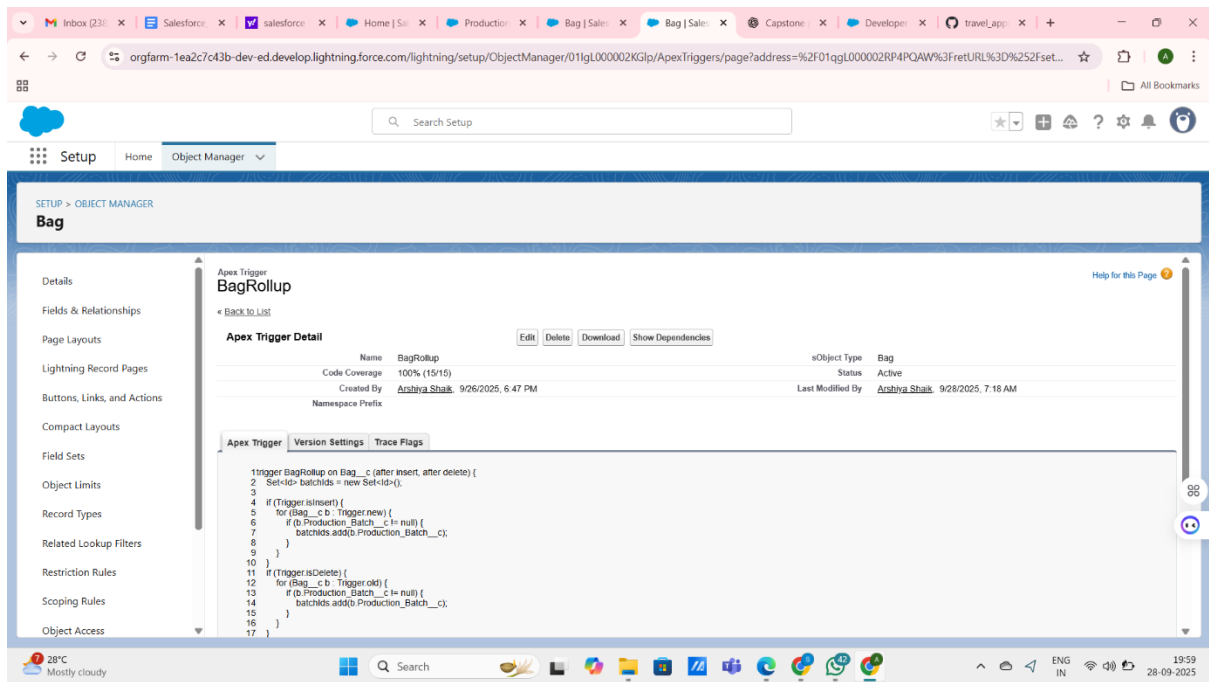 Inbox (238
Salesforce_
salesforce
Home | Sal
Production
Bag | Sales
Bag | Sales
Capstone
Developer
travel_app
orgfarm-1ea2c7c43b-dev-ed.develop.lightning.force.com/lightning/setup/ObjectManager/01IgL000002KGlp/ApexTriggers/page?address=%2F01qgL000002RP4PQAW%3FretURL%3D%252Fset...
A
All Bookmarks
Search Setup
Setup
Home
Object Manager
SETUP > OBJECT MANAGER
Bag
Details
Fields & Relationships
Page Layouts
Lightning Record Pages
Buttons, Links, and Actions
Compact Layouts
Field Sets
Object Limits
Record Types
Related Lookup Filters
Restriction Rules
Scoping Rules
Object Access
Apex Trigger
BagRollup
Help for this Page
« Back to List
Apex Trigger Detail
Edit Delete Download Show Dependencies
Name BagRollup sObject Type Bag
Code Coverage 100% (15/15) Status Active
Created By Arshiya Shaik, 9/26/2025, 6:47 PM Last Modified By Arshiya Shaik, 9/28/2025, 7:18 AM
Namespace Prefix
Apex Trigger Version Settings Trace Flags
1trigger BagRollup on Bag__c (after insert, after delete) {
2 Set<Id> batchIds = new Set<Id>();
3
4 if (Trigger.isInsert) {
5 for (Bag__c b : Trigger.new) {
6 if (b.Production_Batch__c != null) {
7 batchIds.add(b.Production_Batch__c);
8 }
9 }
10 }
11 if (Trigger.isDelete) {
12 for (Bag__c b : Trigger.old) {
13 if (b.Production_Batch__c != null) {
14 batchIds.add(b.Production_Batch__c);
15 }
16 }
17 }
7
28°C
Mostly cloudy
Search
42
ENG
IN
19:59
28-09-2025